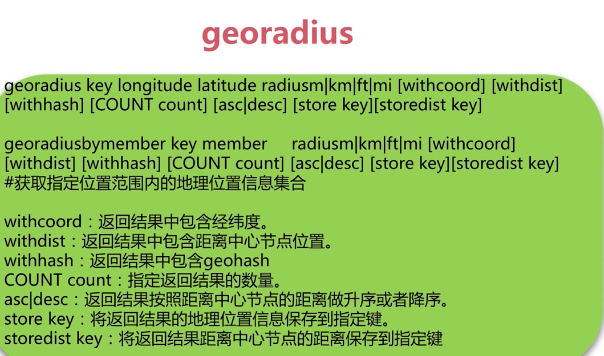 georadius
georadius key longitude latitude radiusm|km|ft|mi [withcoord] [withdist]
[withhash] [COUNT count] [asc|desc] [store key][storedist key]
georadiusbymember key member radiusm|km|ft|mi [withcoord]
[withdist] [withhash] [COUNT count] [asc|desc] [store key][storedist key]
#获取指定位置范围内的地理位置信息集合
withcoord：返回结果中包含经纬度。
withdist：返回结果中包含距离中心节点位置。
withhash：返回结果中包含geohash
COUNT count：指定返回结果的数量。
asc|desc：返回结果按照距离中心节点的距离做升序或者降序。
store key：将返回结果的地理位置信息保存到指定键。
storedist key：将返回结果距离中心节点的距离保存到指定键